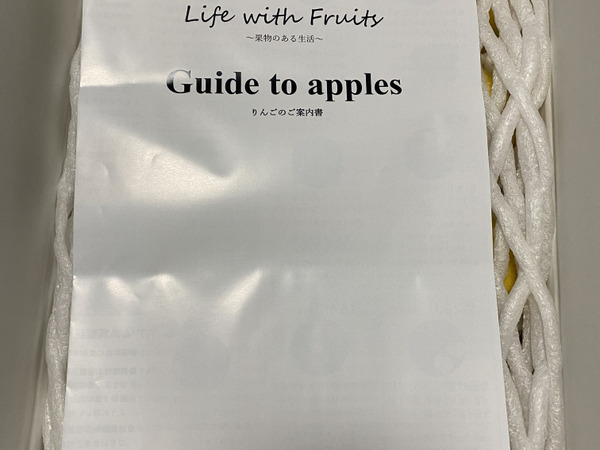 Life with Fruits
～果物のある生活～
Guide to apples
りんごのご案内書